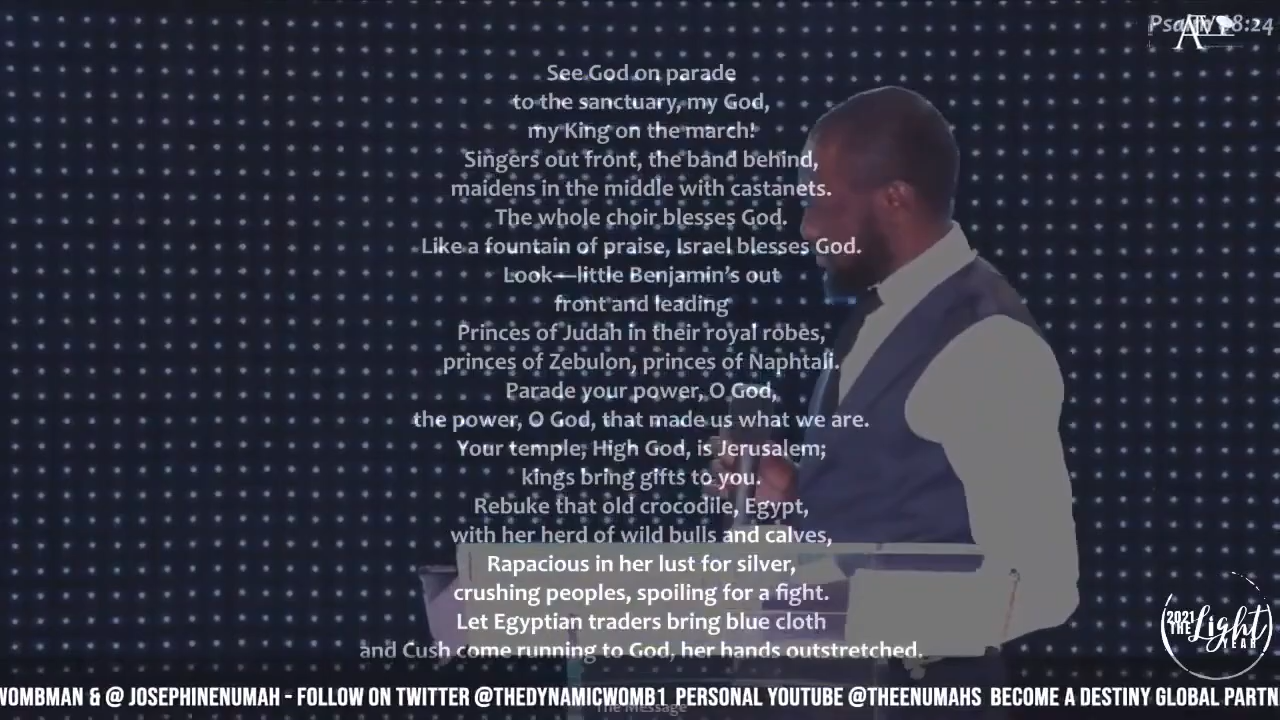 Psalm 68:24
See God on parade
to the sanctuary, my God,
my King on the march!
Singers out front, the band behind,
maidens in the middle with castanets.
The whole choir blesses God.
Like a fountain of praise, Israel blesses God.
Look—little Benjamin’s out
front and leading
Princes of Judah in their royal robes,
princes of Zebulon, princes of Naphtali.
Parade your power, O God,
the power, O God, that made us what we are.
Your temple, High God, is Jerusalem;
kings bring gifts to you.
Rebuke that old crocodile, Egypt,
with her herd of wild bulls and calves,
Rapacious in her lust for silver,
crushing peoples, spoiling for a fight.
Let Egyptian traders bring blue cloth
and Cush come running to God, her hands outstretched.
2021
THE Light
YEAR
WOMBMAN & @ JOSEPHINENUMAH - FOLLOW ON TWITTER @THEDYNAMICWOMB1 PERSONAL YOUTUBE @THEENUMAHS BECOME A DESTINY GLOBAL PARTN
The Message